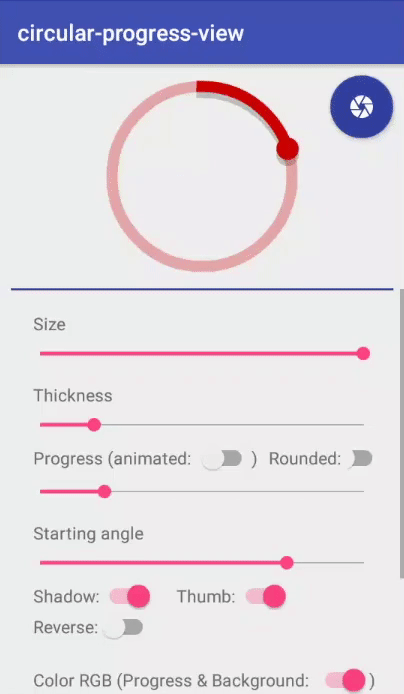 circular-progress-view
Size
Thickness
Progress (animated: ) Rounded:
Starting angle
Shadow: Thumb:
Reverse:
Color RGB (Progress & Background: )